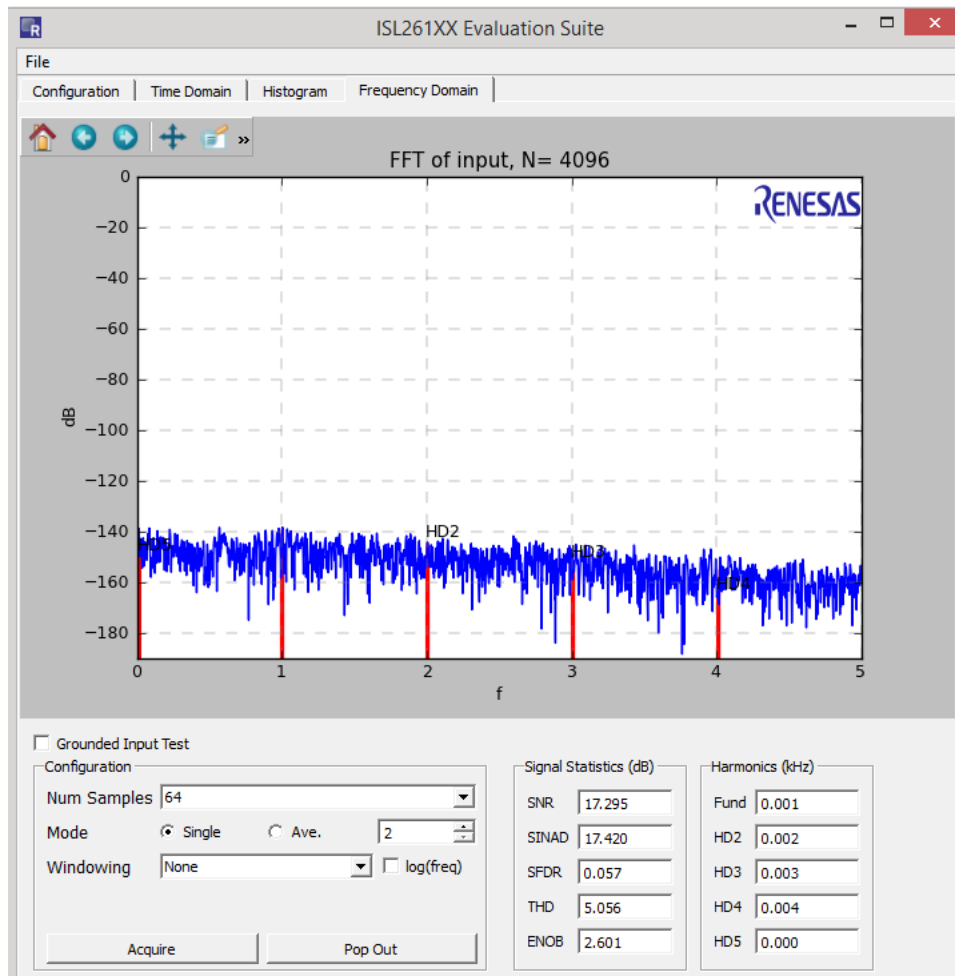 R
ISL261XX Evaluation Suite
File
Configuration Time Domain Histogram Frequency Domain
»
FFT of input, N= 4096
RENESAS
0
−20
−40
−60
−80
−100
−120
−140
−160
−180
dB
HD5
HD2
HD3
HD4
0 1 2 3 4 5
f
Grounded Input Test
Configuration
Num Samples 64
Mode Single Ave. 2
Windowing None log(freq)
Acquire Pop Out
Signal Statistics (dB)
SNR 17.295
SINAD 17.420
SFDR 0.057
THD 5.056
ENOB 2.601
Harmonics (kHz)
Fund 0.001
HD2 0.002
HD3 0.003
HD4 0.004
HD5 0.000